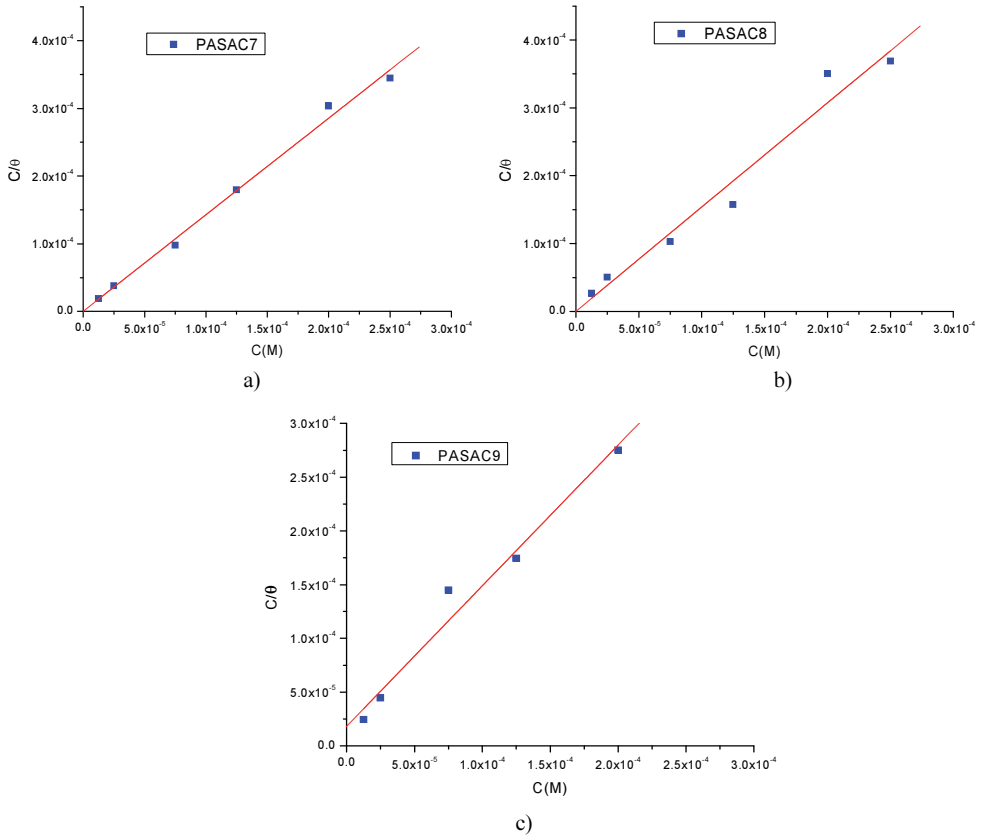 PASAC7
4.0x10⁻⁴
3.0x10⁻⁴
2.0x10⁻⁴
1.0x10⁻⁴
0.0
C/θ
0.0 5.0x10⁻⁵ 1.0x10⁻⁴ 1.5x10⁻⁴ 2.0x10⁻⁴ 2.5x10⁻⁴ 3.0x10⁻⁴
C(M)
a)
PASAC8
4.0x10⁻⁴
3.0x10⁻⁴
2.0x10⁻⁴
1.0x10⁻⁴
0.0
C/θ
0.0 5.0x10⁻⁵ 1.0x10⁻⁴ 1.5x10⁻⁴ 2.0x10⁻⁴ 2.5x10⁻⁴ 3.0x10⁻⁴
C(M)
b)
PASAC9
3.0x10⁻⁴
2.5x10⁻⁴
2.0x10⁻⁴
1.5x10⁻⁴
1.0x10⁻⁴
5.0x10⁻⁵
0.0
C/θ
0.0 5.0x10⁻⁵ 1.0x10⁻⁴ 1.5x10⁻⁴ 2.0x10⁻⁴ 2.5x10⁻⁴ 3.0x10⁻⁴
C(M)
c)